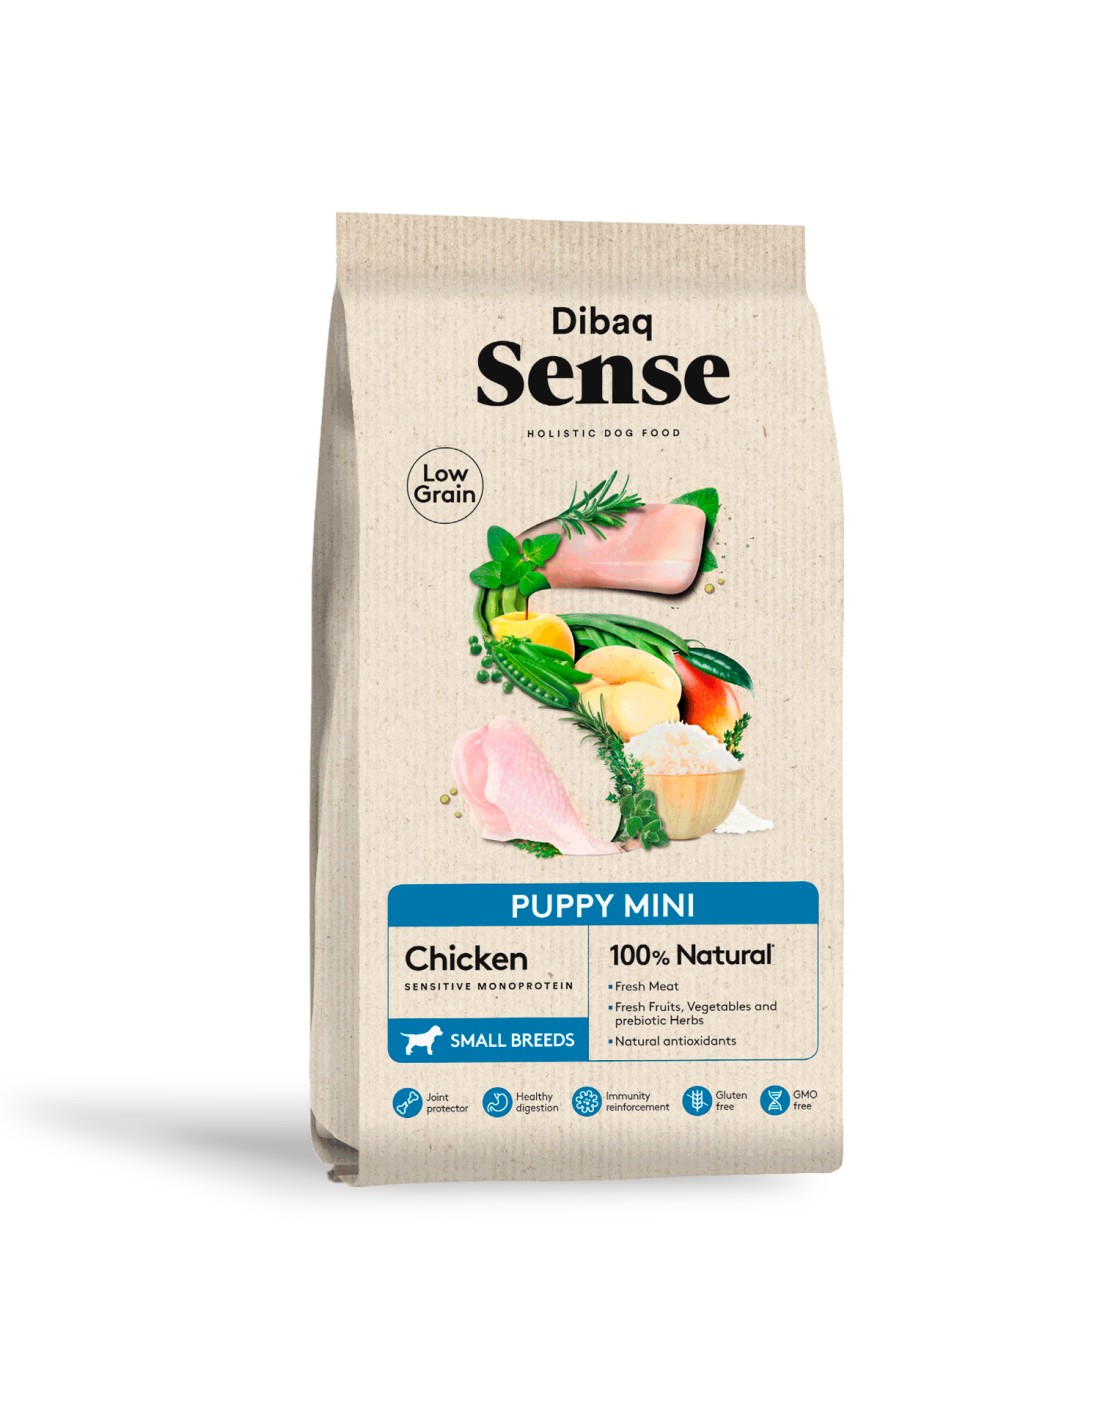 Dibaq
Sense
HOLISTIC DOG FOOD
Low
Grain
PUPPY MINI
Chicken
SENSITIVE MONOPROTEIN
SMALL BREEDS
100% Natural*
▪ Fresh Meat
▪ Fresh Fruits, Vegetables and
prebiotic Herbs
▪ Natural antioxidants
Joint
protector
Healthy
digestion
Immunity
reinforcement
Gluten
free
GMO
free